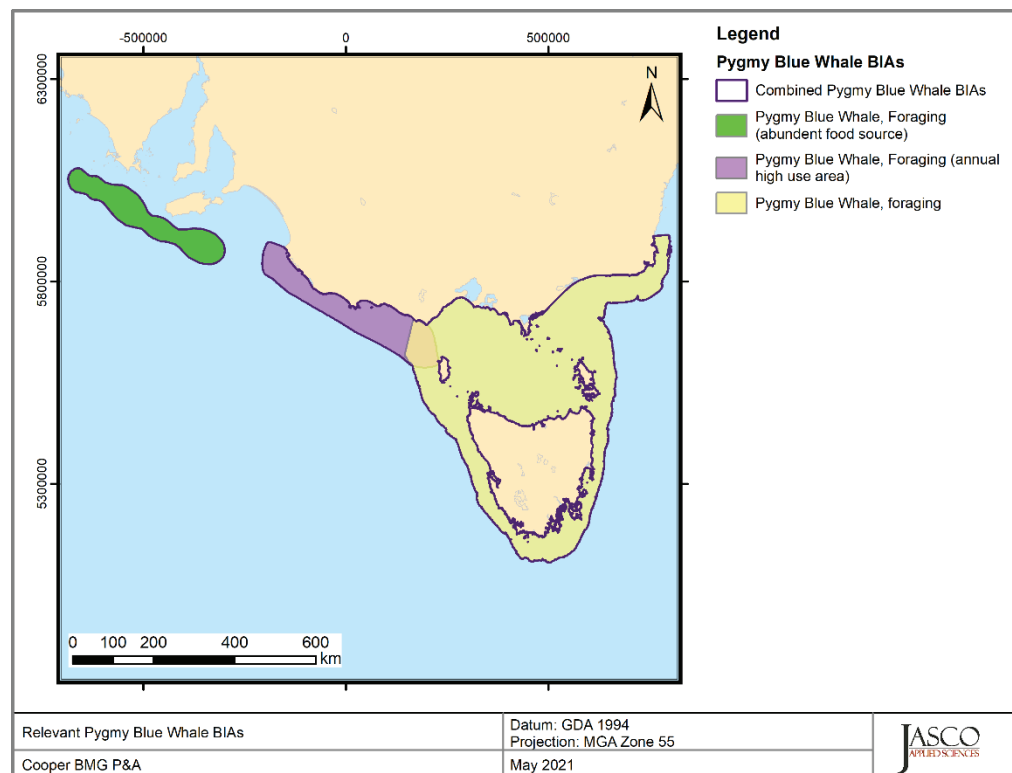 -500000 0 500000
6300000
5800000
5300000
N
0 100 200 400 600
km
Legend
Pygmy Blue Whale BIAs
Combined Pygmy Blue Whale BIAs
Pygmy Blue Whale, Foraging
(abundent food source)
Pygmy Blue Whale, Foraging (annual
high use area)
Pygmy Blue Whale, foraging
Relevant Pygmy Blue Whale BIAs
Cooper BMG P&A
Datum: GDA 1994
Projection: MGA Zone 55
May 2021
JASCO
APPLIED SCIENCES